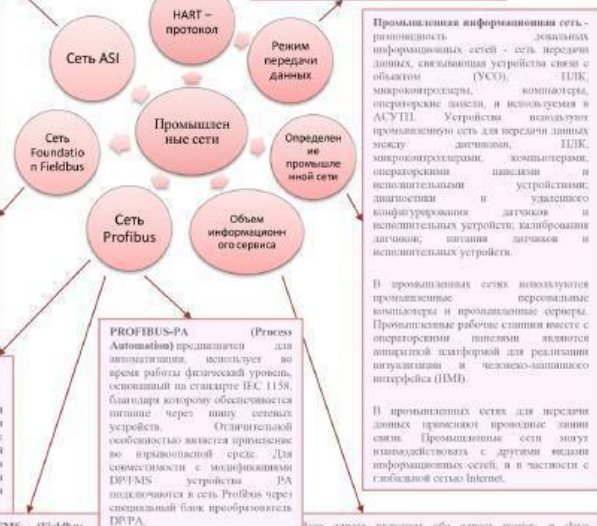 HART –
протокол
Режим
передачи
данных
Сеть ASI
Промышлен
ные сети
Сеть
Foundatio
n Fieldbus
Определен
ие
промышле
нной сети
Сеть
Profibus
Объем
информационн
ого сервиса
Промышленная информационная сеть -
разновидность локальных
информационных сетей - сеть передачи
данных, связывающая устройства связи с
объектом (УСО), ПЛК,
микроконтроллеры, компьютеры,
операторские панели, и используемая в
АСУТП. Устройства используют
промышленную сеть для передачи данных
между датчиками, ПЛК,
микроконтроллерами, компьютерами,
операторскими панелями и
исполнительными устройствами;
диагностики и удаленного
конфигурирования датчиков и
исполнительных устройств; калибрования
датчиков; питания датчиков и
исполнительных устройств.
В промышленных сетях используются
промышленные персональные
компьютеры и промышленные серверы.
Промышленные рабочие станции вместе с
операторскими панелями являются
аппаратной платформой для реализации
визуализации и человеко-машинного
интерфейса (HMI).
В промышленных сетях для передачи
данных применяют проводные линии
связи. Промышленные сети могут
взаимодействовать с другими видами
информационных сетей, и в частности с
глобальной сетью Internet.
PROFIBUS-PA (Process
Automation) предназначен для
автоматизации, использует во
время работы физический уровень,
основанный на стандарте IEC 1158,
благодаря которому обеспечивается
питание через шину сетевых
устройств. Отличительной
особенностью является применение
во взрывоопасной среде. Для
совместимости с модификациями
DP/FMS устройства PA
подключаются в сеть Profibus через
специальный блок преобразователь
DP/PA.
(Fieldbus